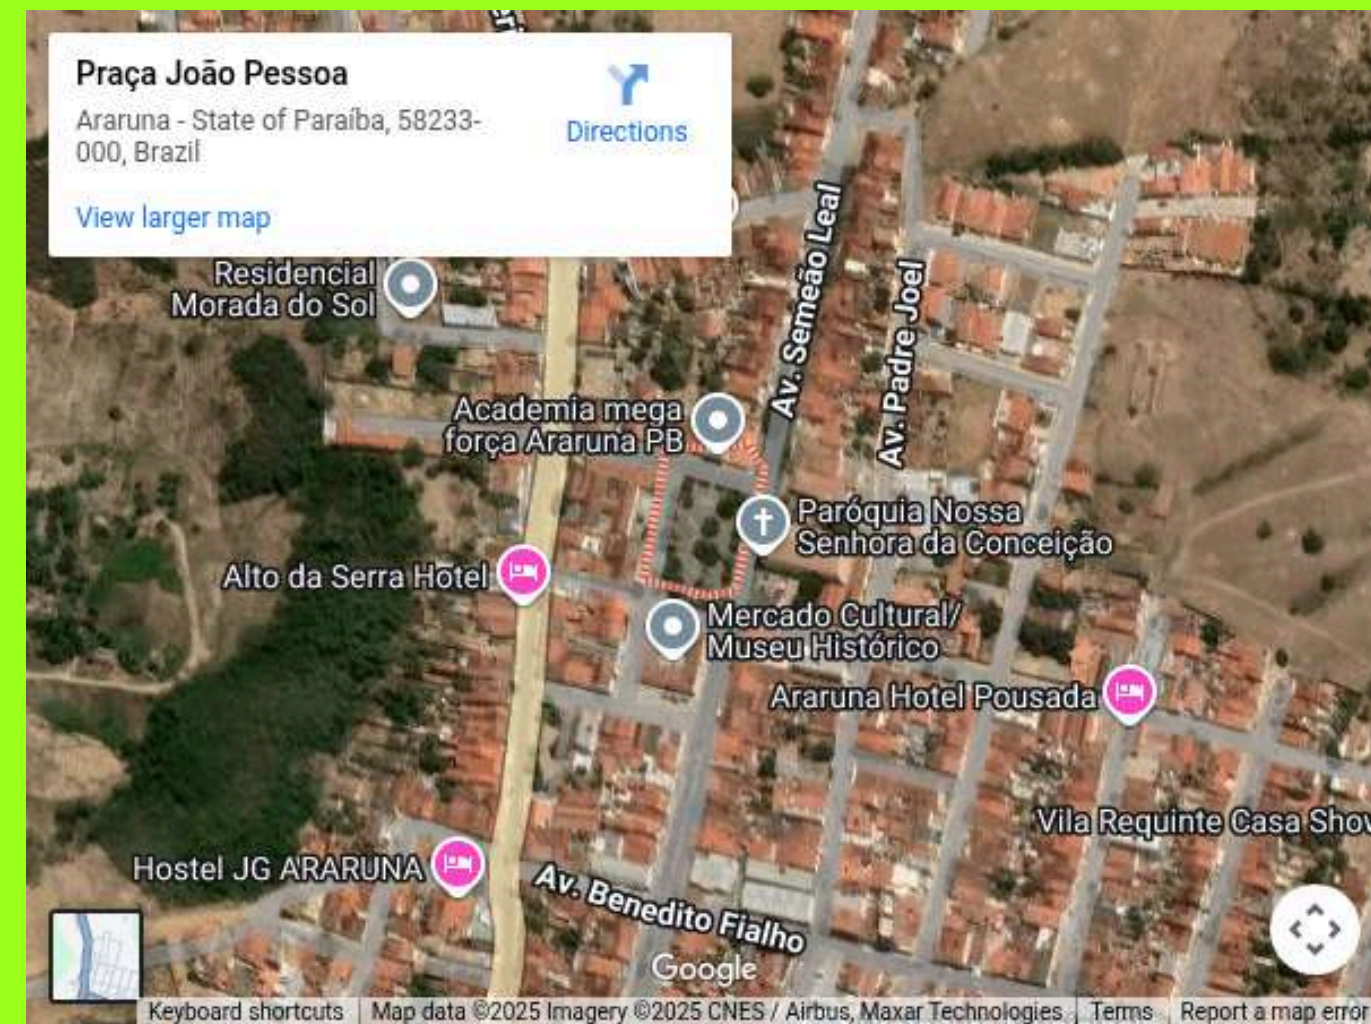 Praça João Pessoa
Araruna - State of Paraíba, 58233-
000, Brazil
Directions
View larger map
Residencial
Morada do Sol
Av. Semeão Leal
Av. Padre Joel
Academia mega
força Araruna PB
Paróquia Nossa
Senhora da Conceição
Alto da Serra Hotel
Mercado Cultural/
Museu Histórico
Araruna Hotel Pousada
Vila Requinte Casa Show
Hostel JG ARARUNA
Av. Benedito Fialho
Google
Keyboard shortcuts
Map data ©2025 Imagery ©2025 CNES / Airbus, Maxar Technologies
Terms
Report a map error